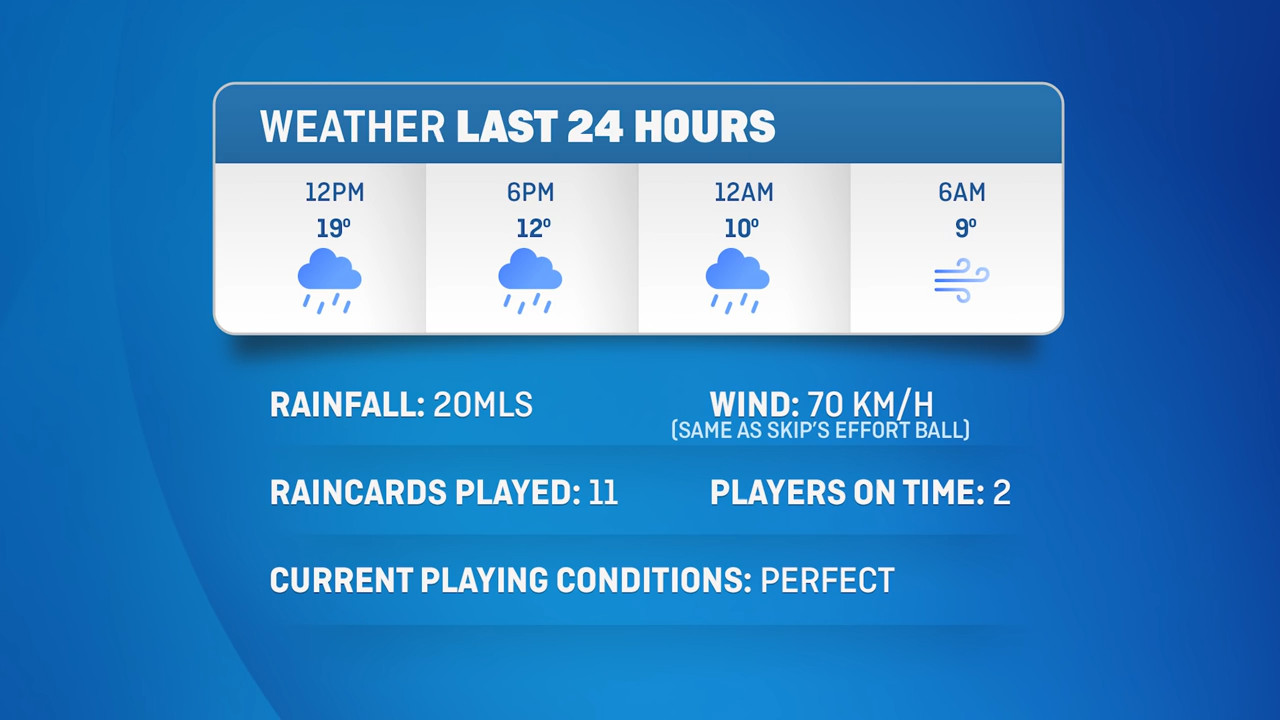 WEATHER LAST 24 HOURS
12PM 6PM 12AM 6AM
19º 12º 10º 9º
RAINFALL: 20MLS WIND: 70 KM/H
(SAME AS SKIP'S EFFORT BALL)
RAINCARDS PLAYED: 11 PLAYERS ON TIME: 2
CURRENT PLAYING CONDITIONS: PERFECT